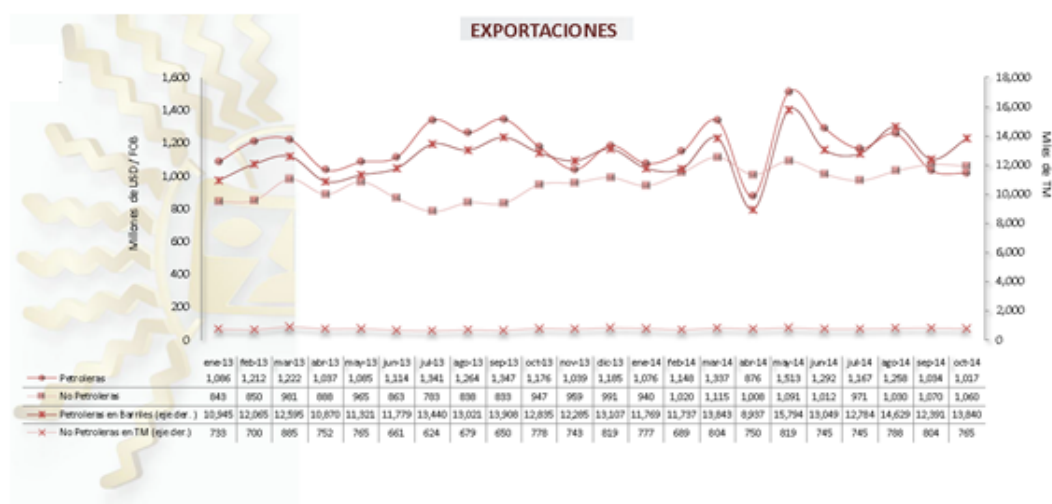 EXPORTACIONES
1,600
1,400
1,200
1,000
800
600
400
200
0
Millones de USD / FOB
18,000
16,000
14,000
12,000
10,000
8,000
6,000
4,000
2,000
0
Miles de TM
ene-13 feb-13 mar-13 abr-13 may-13 jun-13 jul-13 ago-13 sep-13 oct-13 nov-13 dic-13 ene-14 feb-14 mar-14 abr-14 may-14 jun-14 jul-14 ago-14 sep-14 oct-14
Petroleras 1,086 1,212 1,222 1,037 1,085 1,114 1,341 1,264 1,347 1,176 1,039 1,185 1,076 1,148 1,337 876 1,513 1,292 1,167 1,258 1,034 1,017
No Petroleras 843 850 981 888 965 863 783 838 833 947 959 991 940 1,020 1,115 1,008 1,091 1,012 971 1,030 1,070 1,060
Petroleras en Barriles (eje der.) 10,945 12,065 12,595 10,870 11,321 11,779 13,440 13,021 13,908 12,835 12,285 13,107 11,769 11,737 13,843 8,937 15,794 13,049 12,784 14,629 12,391 13,840
No Petroleras en TM (eje der.) 733 700 885 752 765 661 624 679 650 778 743 819 777 689 804 750 819 745 745 788 804 765